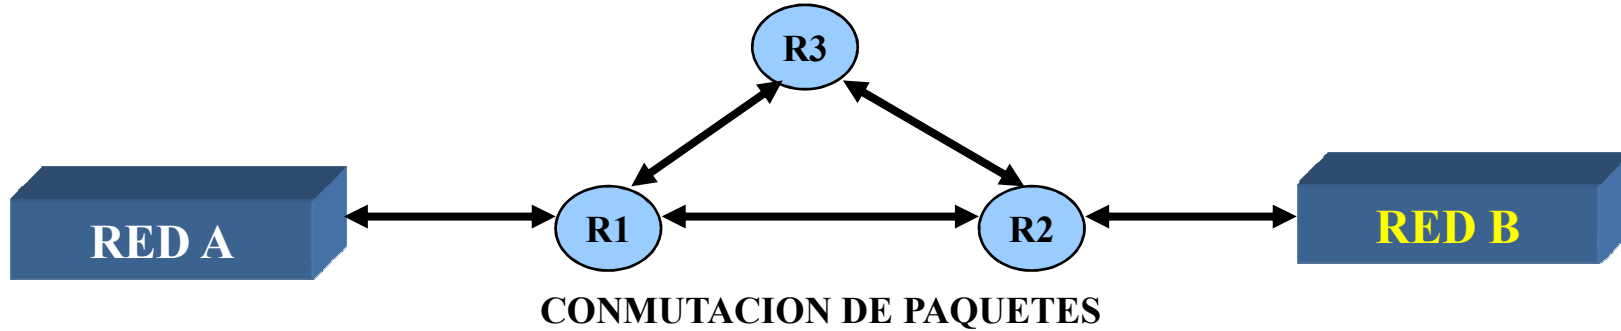 R3
RED A
R1
R2
RED B
CONMUTACION DE PAQUETES